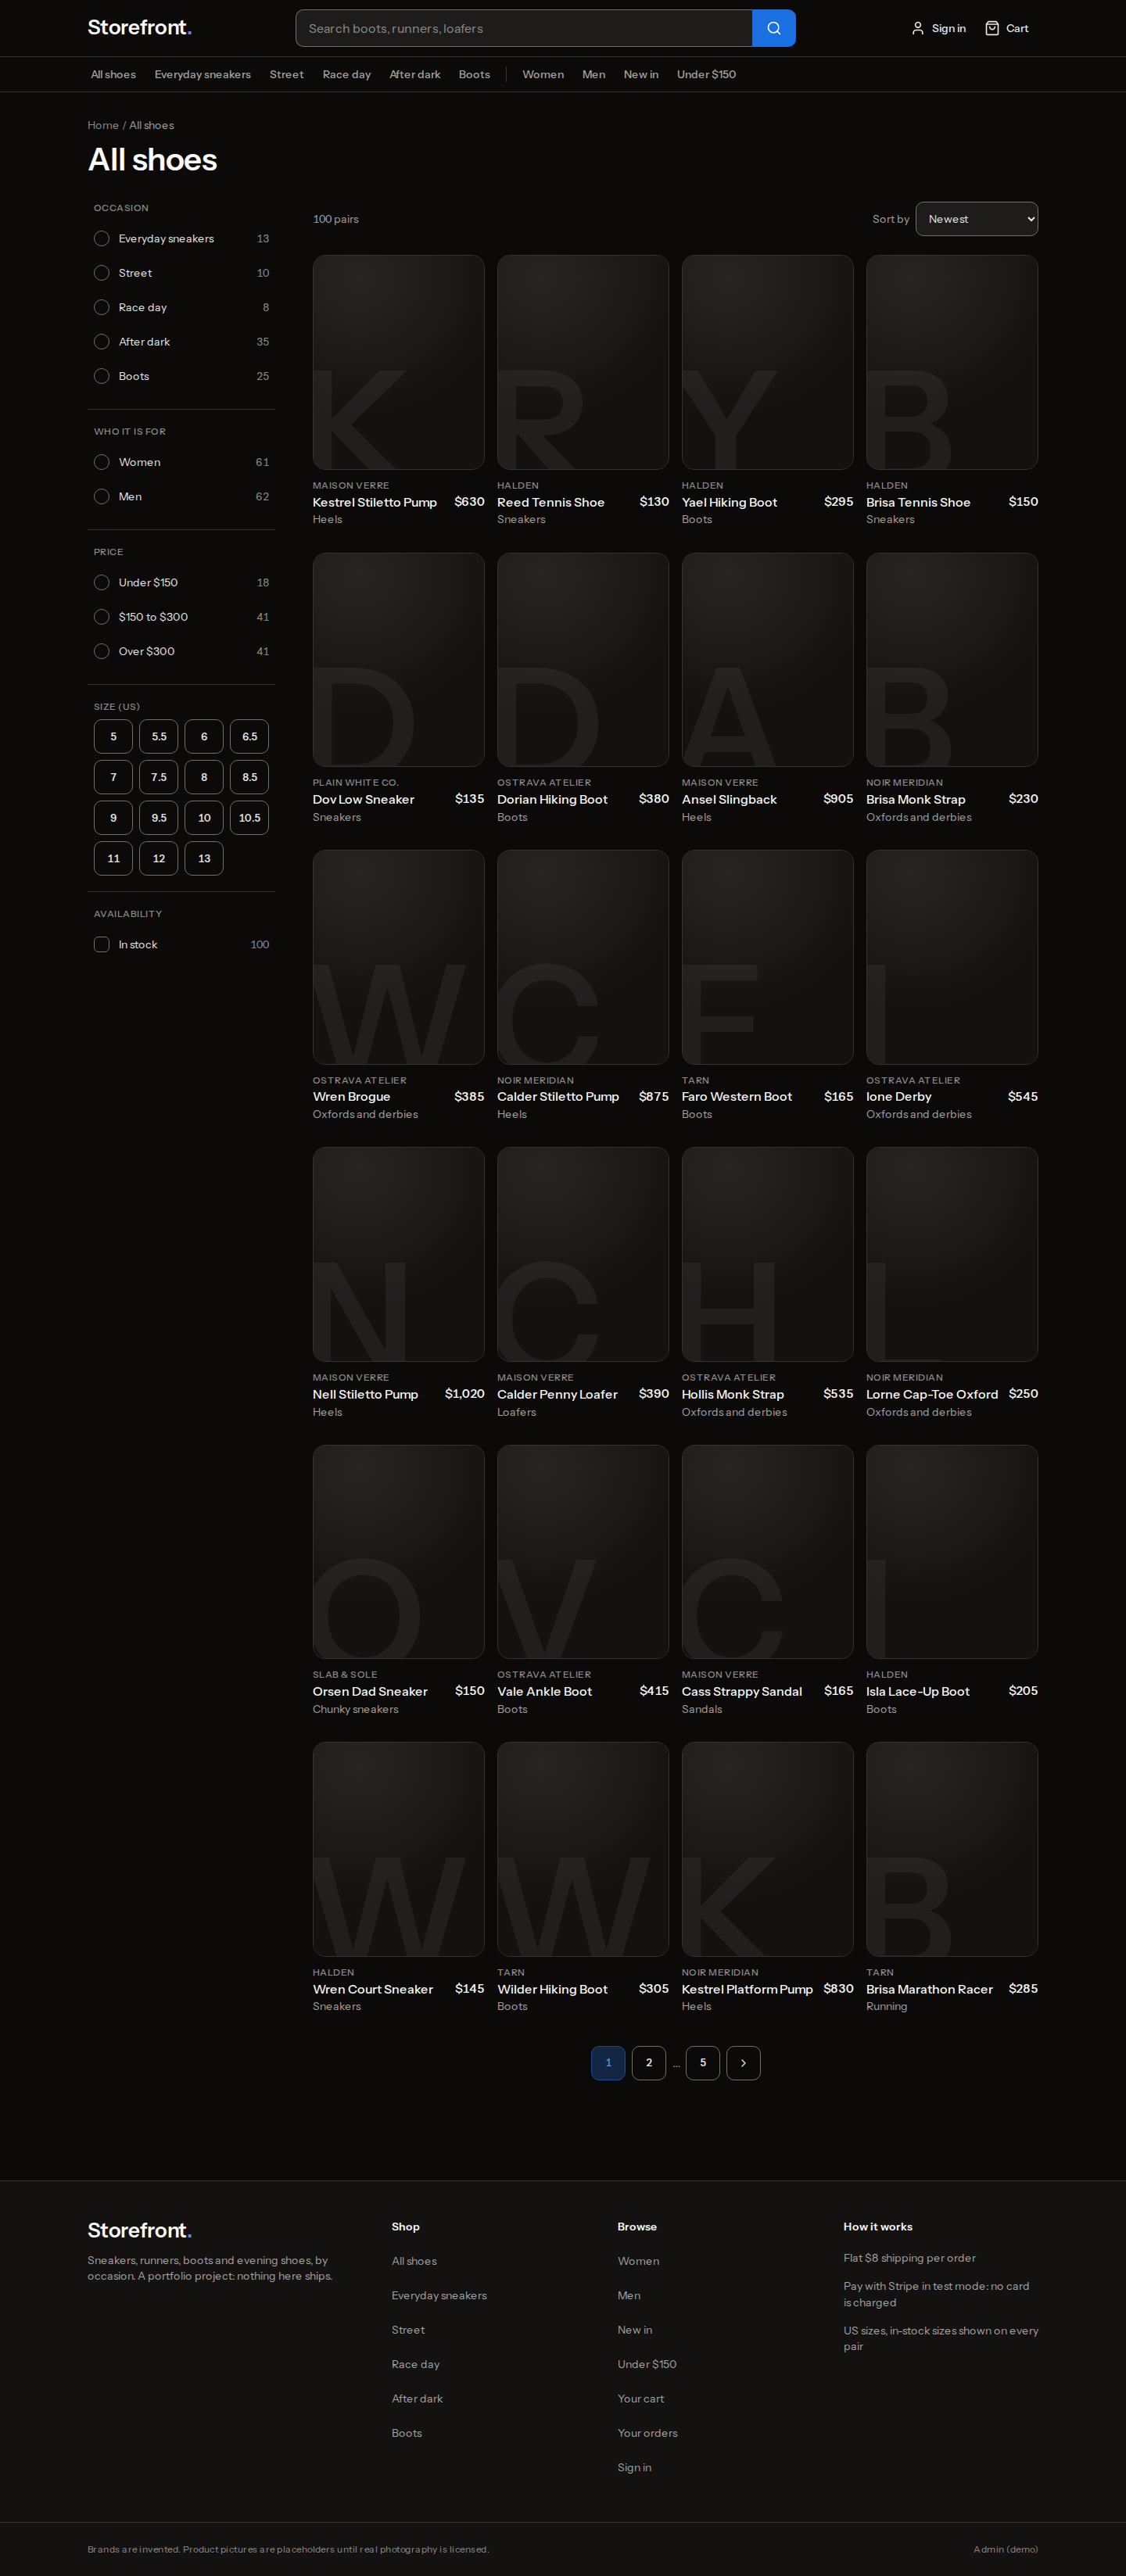 Storefront.
Search boots, runners, loafers
Sign in
Cart
All shoes
Everyday sneakers
Street
Race day
After dark
Boots
Women
Men
New in
Under $150
Home / All shoes
All shoes
OCCASION
Everyday sneakers 13
Street 10
Race day 8
After dark 35
Boots 25
WHO IT IS FOR
Women 61
Men 62
PRICE
Under $150 18
$150 to $300 41
Over $300 41
SIZE (US)
5 5.5 6 6.5
7 7.5 8 8.5
9 9.5 10 10.5
11 12 13
AVAILABILITY
In stock 100
100 pairs
Sort by Newest
K
MAISON VERRE
Kestrel Stiletto Pump $630
Heels
R
HALDEN
Reed Tennis Shoe $130
Sneakers
Y
HALDEN
Yael Hiking Boot $295
Boots
B
HALDEN
Brisa Tennis Shoe $150
Sneakers
D
PLAIN WHITE CO.
Dov Low Sneaker $135
Sneakers
D
OSTRAVA ATELIER
Dorian Hiking Boot $380
Boots
A
MAISON VERRE
Ansel Slingback $905
Heels
B
NOIR MERIDIAN
Brisa Monk Strap $230
Oxfords and derbies
W
OSTRAVA ATELIER
Wren Brogue $385
Oxfords and derbies
C
NOIR MERIDIAN
Calder Stiletto Pump $875
Heels
F
TARN
Faro Western Boot $165
Boots
I
OSTRAVA ATELIER
Ione Derby $545
Oxfords and derbies
N
MAISON VERRE
Nell Stiletto Pump $1,020
Heels
C
MAISON VERRE
Calder Penny Loafer $390
Loafers
H
OSTRAVA ATELIER
Hollis Monk Strap $535
Oxfords and derbies
L
NOIR MERIDIAN
Lorne Cap-Toe Oxford $250
Oxfords and derbies
O
SLAB & SOLE
Orsen Dad Sneaker $150
Chunky sneakers
V
OSTRAVA ATELIER
Vale Ankle Boot $415
Boots
C
MAISON VERRE
Cass Strappy Sandal $165
Sandals
I
HALDEN
Isla Lace-Up Boot $205
Boots
W
HALDEN
Wren Court Sneaker $145
Sneakers
W
TARN
Wilder Hiking Boot $305
Boots
K
NOIR MERIDIAN
Kestrel Platform Pump $830
Heels
B
TARN
Brisa Marathon Racer $285
Running
1 2 … 5
Storefront.
Sneakers, runners, boots and evening shoes, by
occasion. A portfolio project: nothing here ships.
Shop
All shoes
Everyday sneakers
Street
Race day
After dark
Boots
Browse
Women
Men
New in
Under $150
Your cart
Your orders
Sign in
How it works
Flat $8 shipping per order
Pay with Stripe in test mode: no card
is charged
US sizes, in-stock sizes shown on every
pair
Brands are invented. Product pictures are placeholders until real photography is licensed.
Admin (demo)